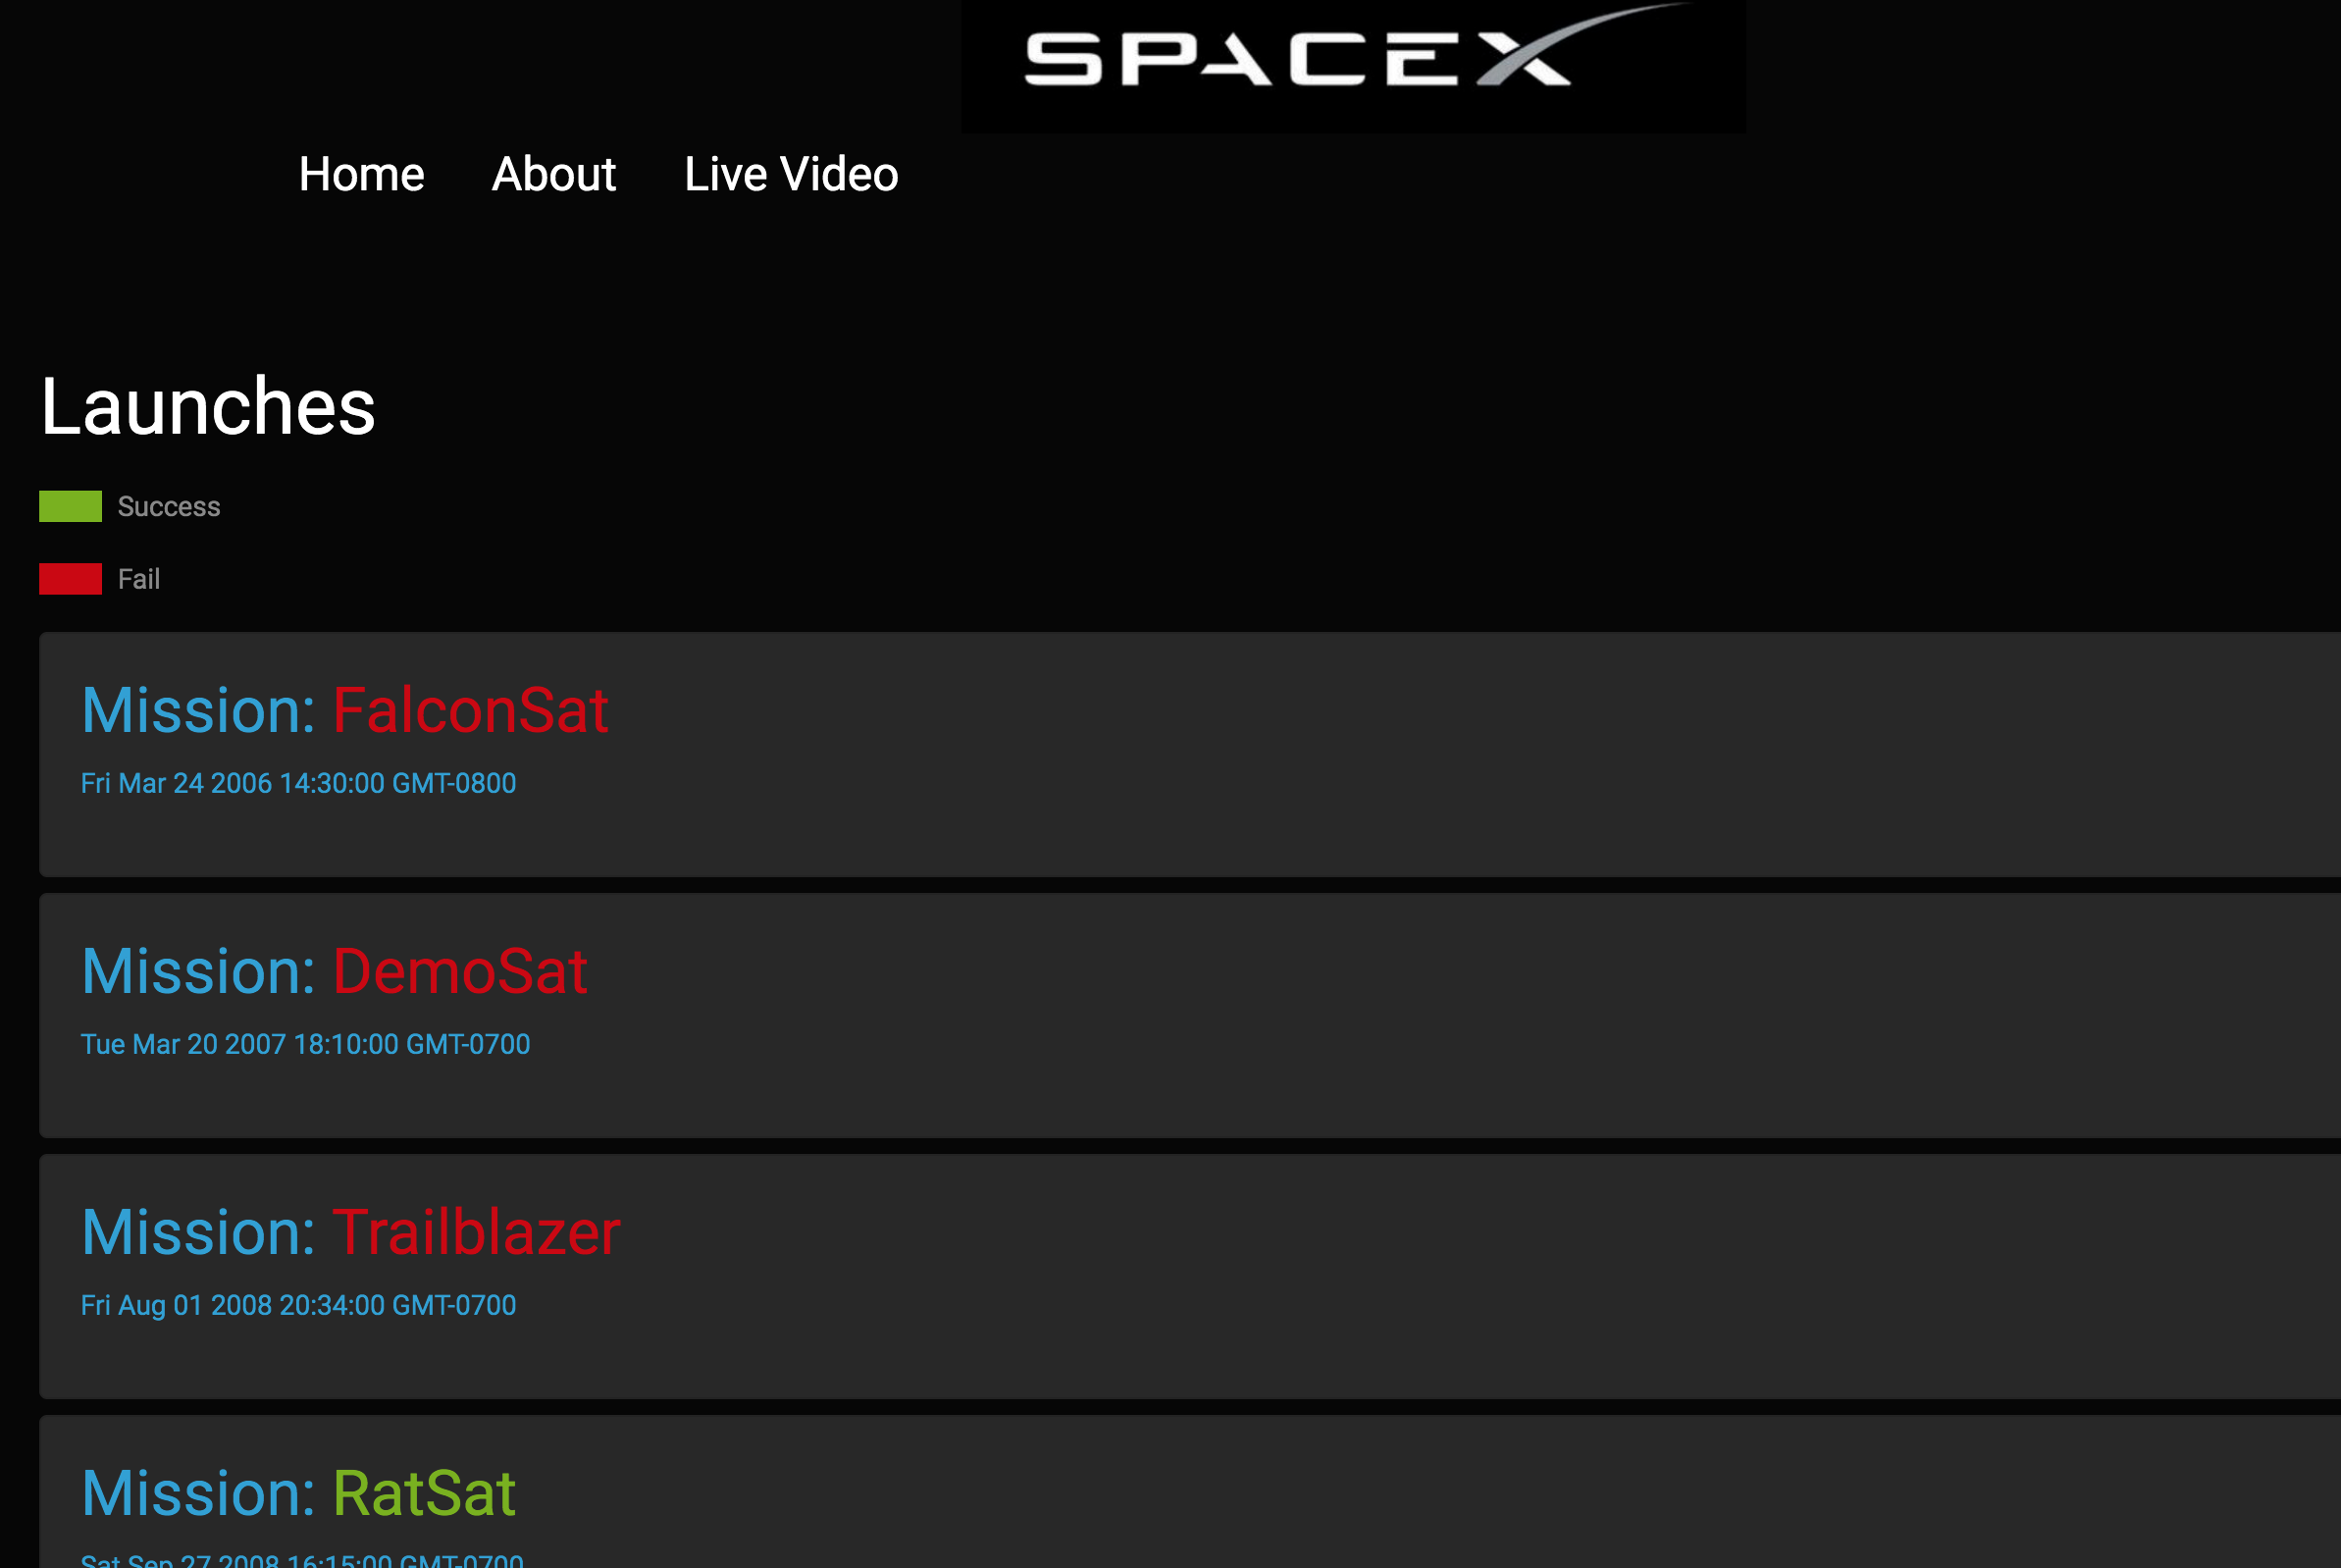 SPACEX
Home About Live Video
Launches
Success
Fail
Mission: FalconSat
Fri Mar 24 2006 14:30:00 GMT-0800
Mission: DemoSat
Tue Mar 20 2007 18:10:00 GMT-0700
Mission: Trailblazer
Fri Aug 01 2008 20:34:00 GMT-0700
Mission: RatSat
Sat Sep 27 2008 16:15:00 GMT-0700